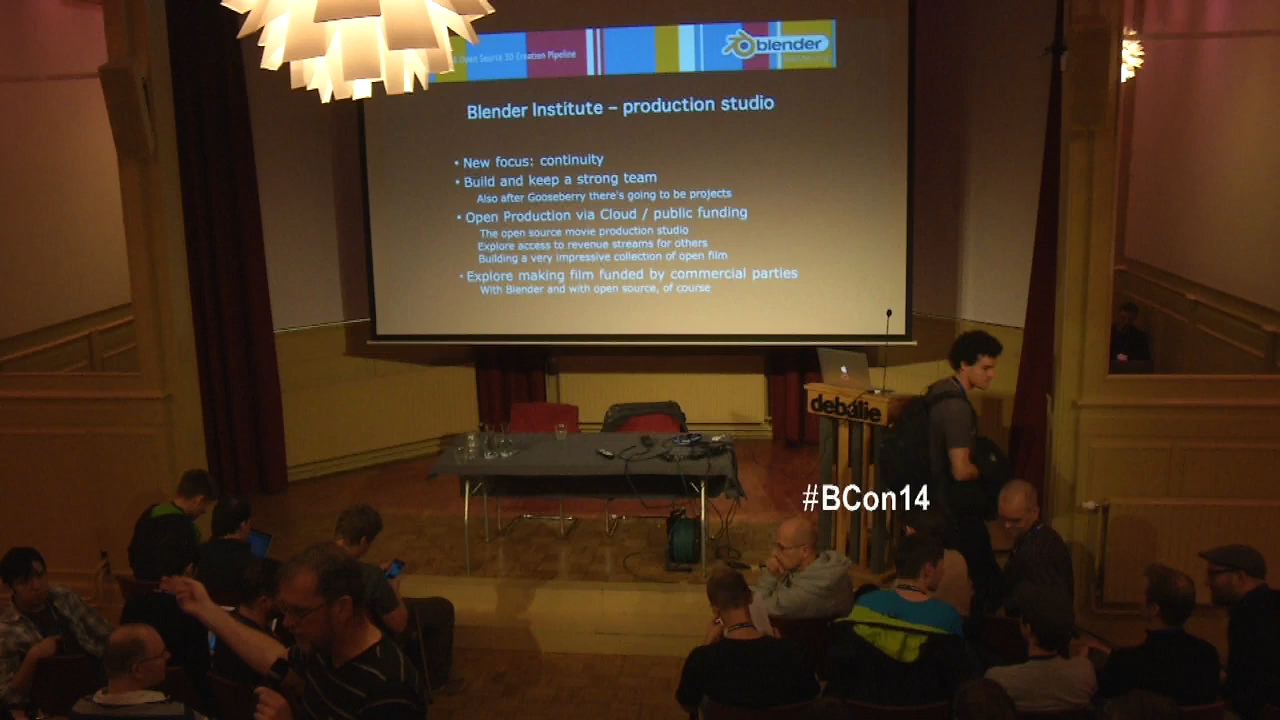 Open Source 3D Creation Pipeline
blender
Blender Institute – production studio
• New focus: continuity
• Build and keep a strong team
Also after Gooseberry there's going to be projects
• Open Production via Cloud / public funding
The open source movie production studio
Explore access to revenue streams for others
Building a very impressive collection of open film
• Explore making film funded by commercial parties
With Blender and with open source, of course
debalie
#BCon14